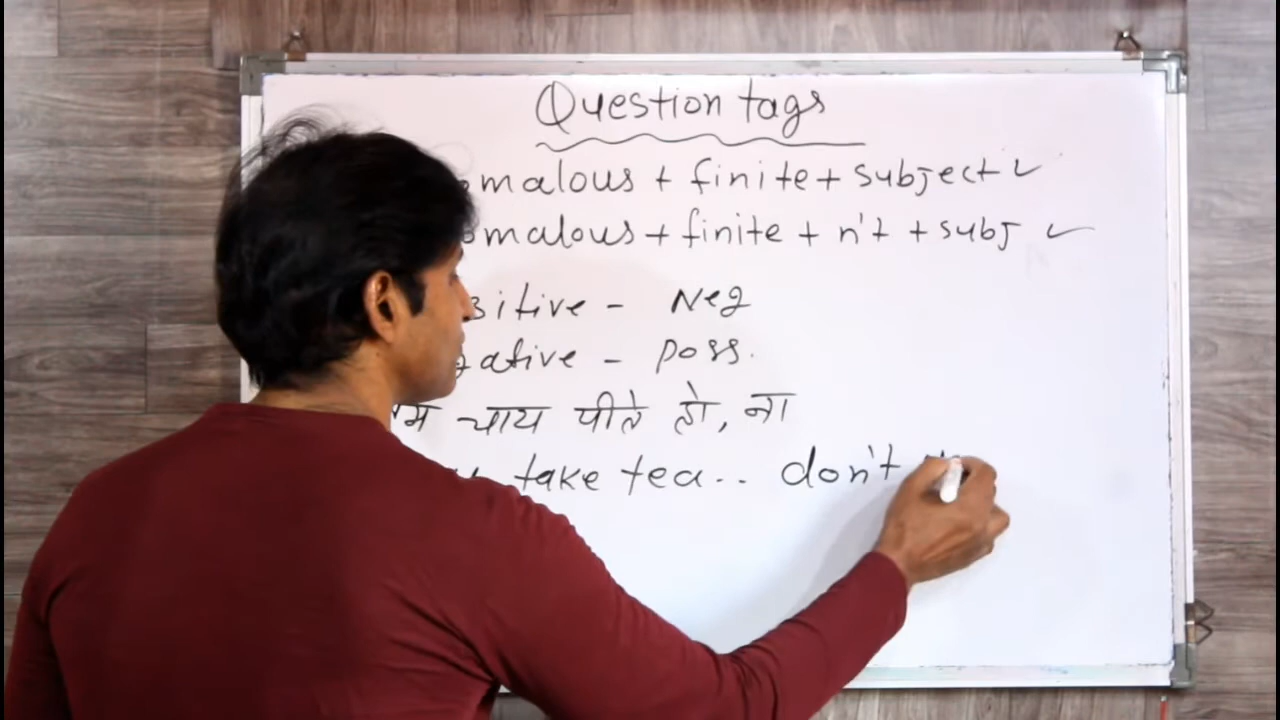 Question tags
malous + finite + subject ✓
malous + finite + n't + subj ✓
sitive - Neg
ative - poss.
चाय पीते हो, ना
take tea.. don't